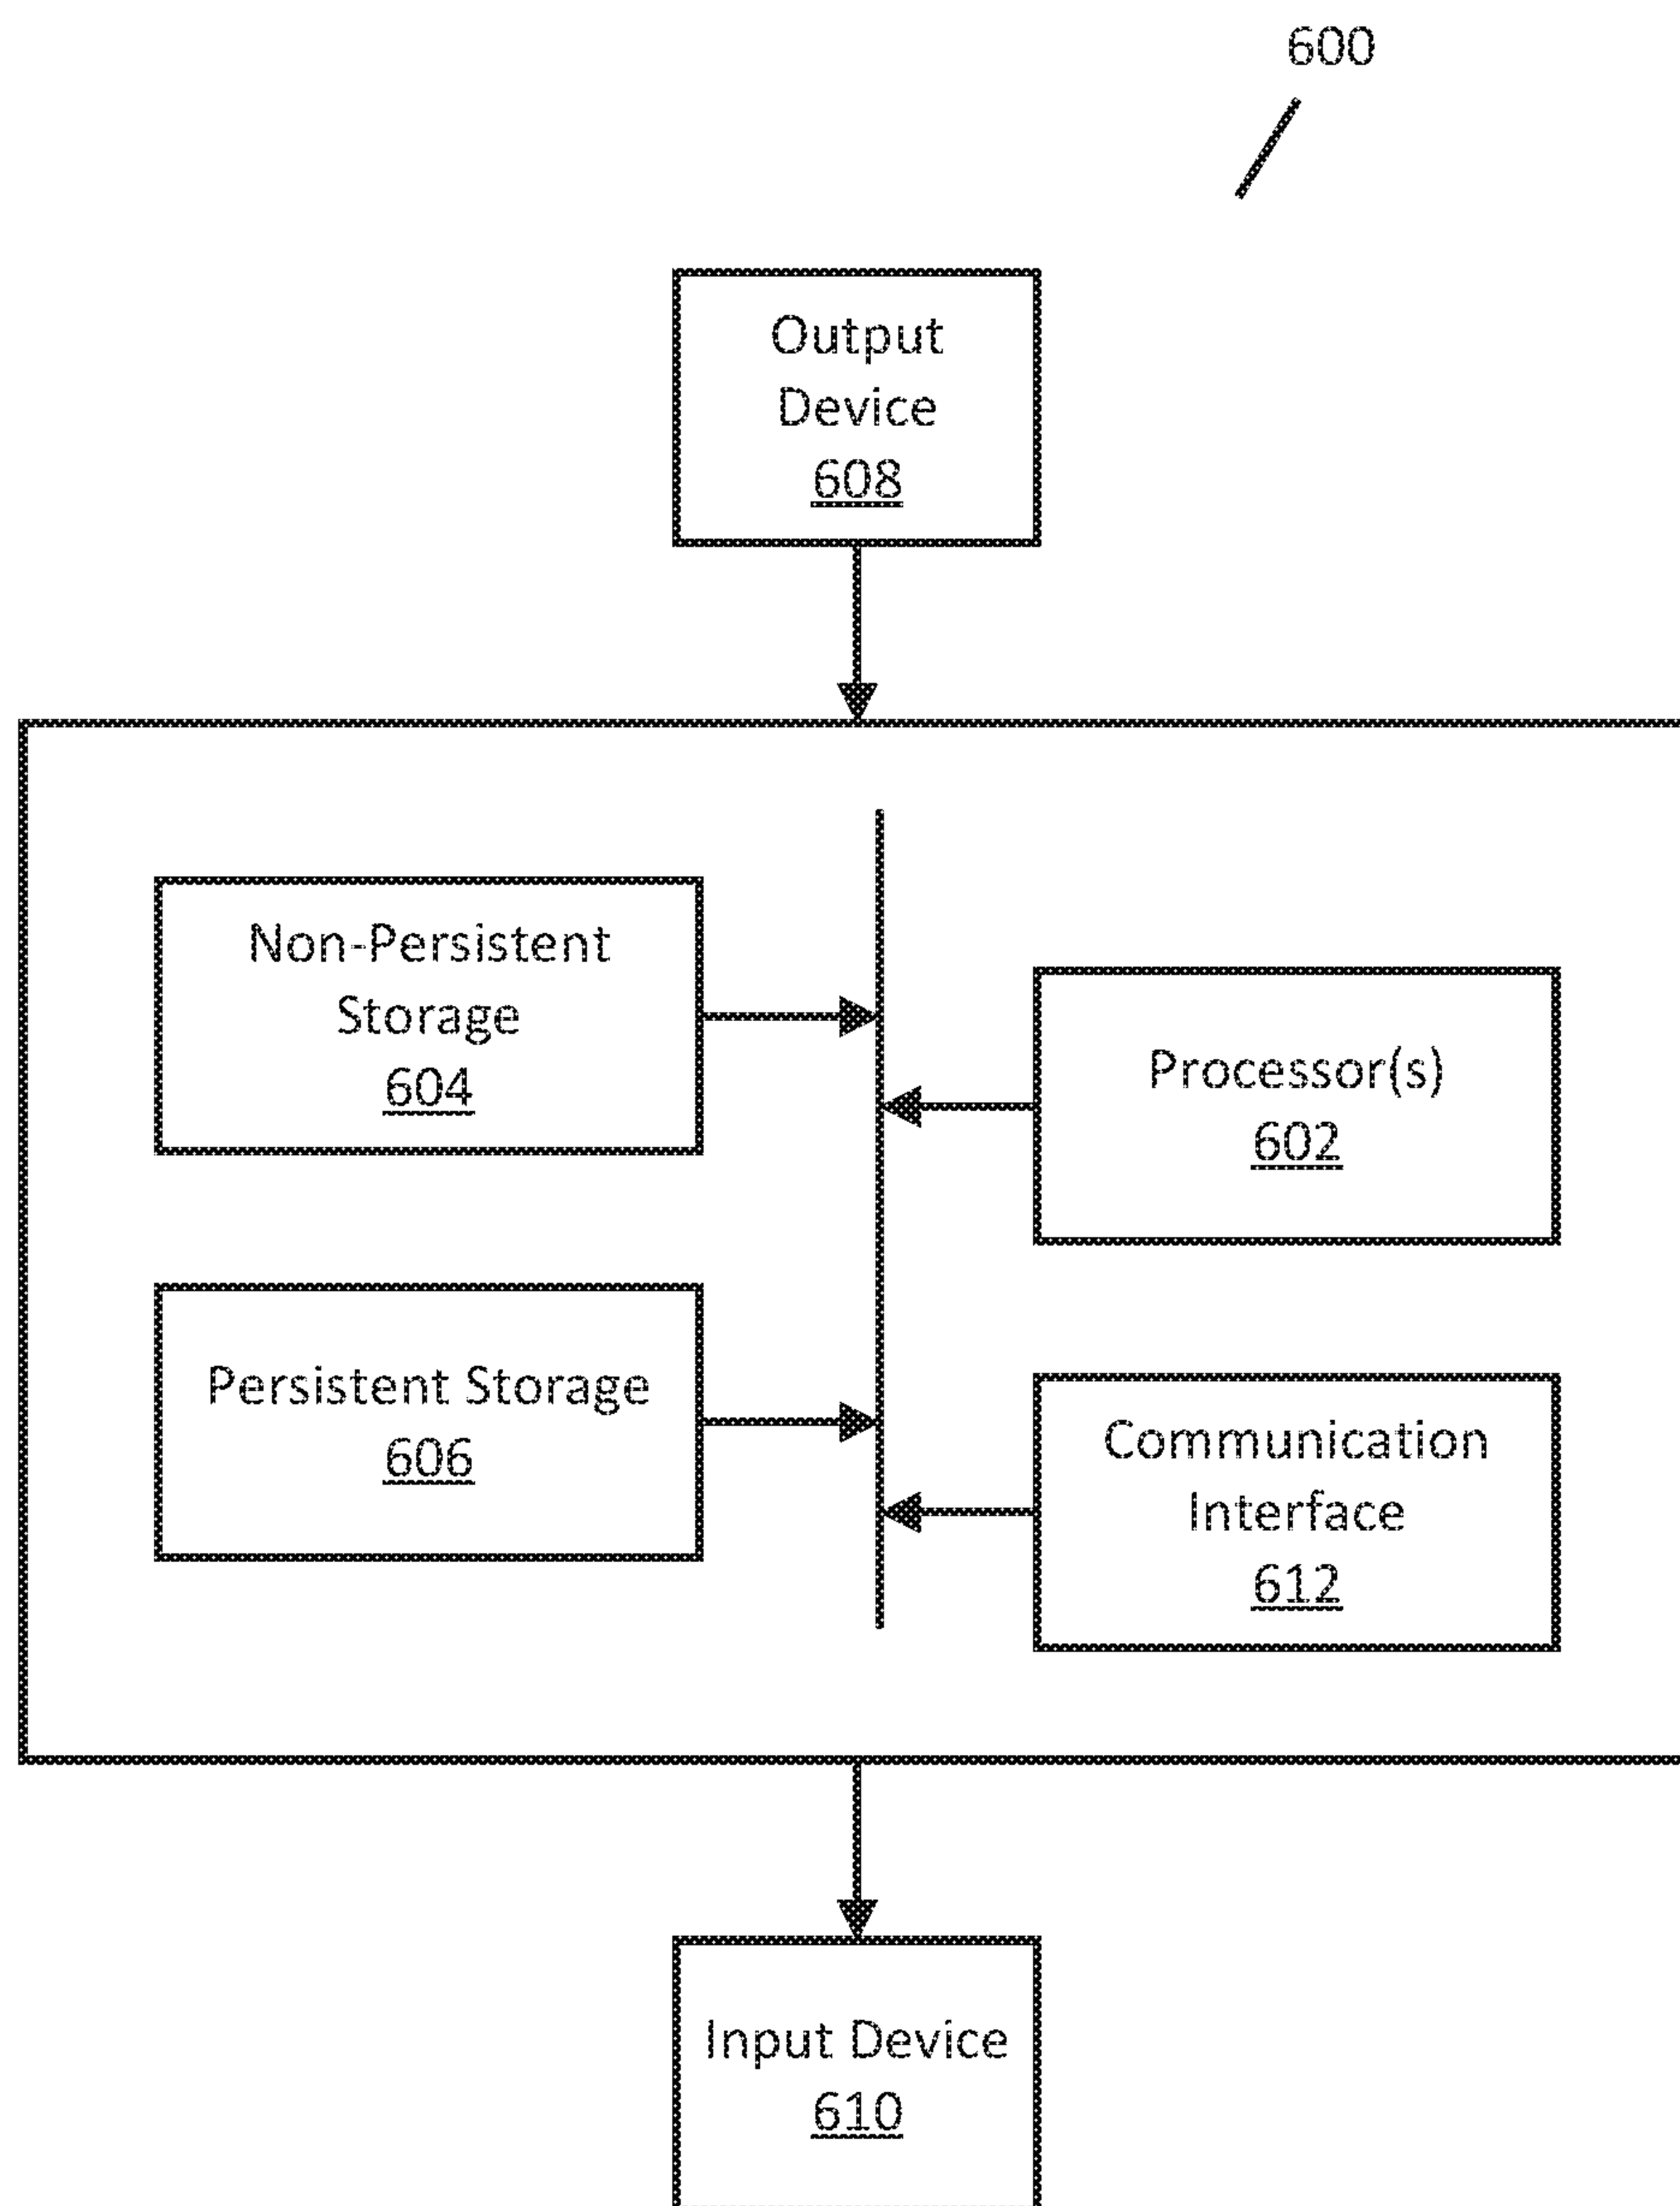 600
Output
Device
608
Non-Persistent
Storage
604
Processor(s)
602
Persistent Storage
606
Communication
Interface
612
Input Device
610